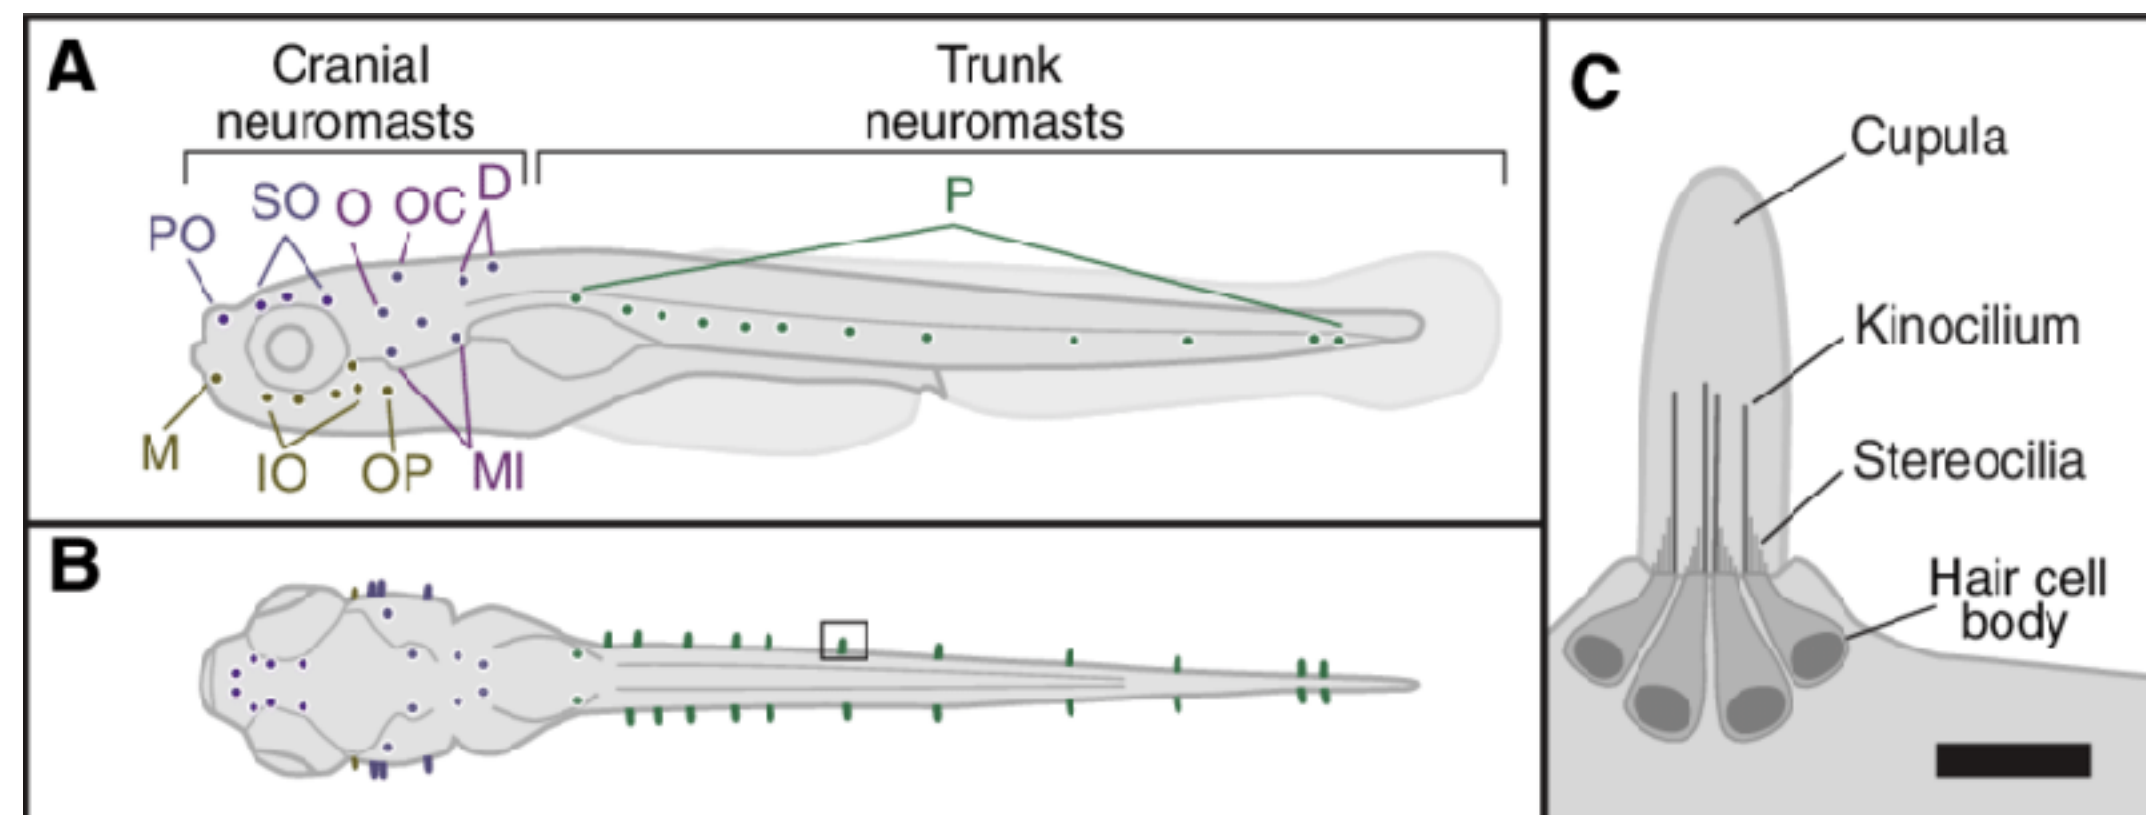 A
Cranial
neuromasts
Trunk
neuromasts
PO
SO
O
OC
D
P
M
IO
OP
MI
B
C
Cupula
Kinocilium
Stereocilia
Hair cell
body